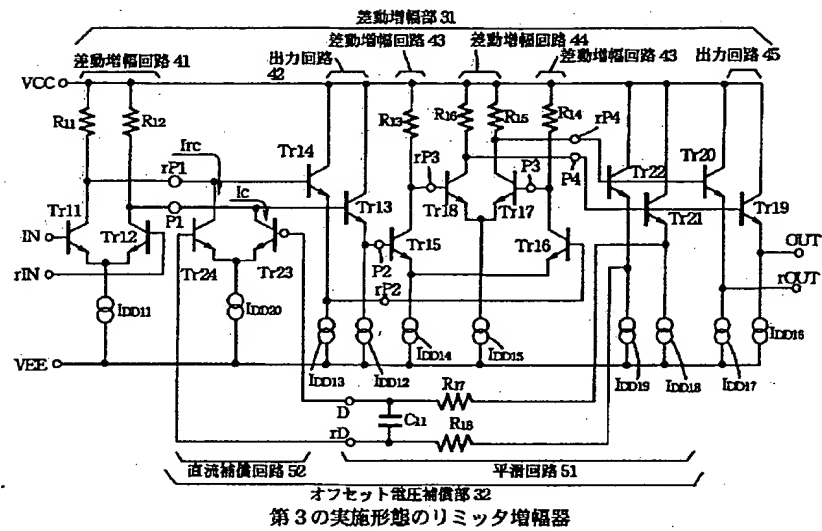 差動増幅部 31
差動増幅回路 41
出力回路 42
差動増幅回路 43
差動増幅回路 44
差動増幅回路 43
出力回路 45
VCC
R11
R12
R13
R16
R15
R14
Irc
rP1
Ic
P1
Tr14
Tr13
rP3
P3
rP4
P4
Tr22
Tr20
Tr11
Tr12
Tr24
Tr23
Tr18
Tr17
Tr15
Tr16
Tr21
Tr19
IN
rIN
P2
rP2
OUT
rOUT
IDD11
IDD20
IDD13
IDD12
IDD14
IDD15
IDD19
IDD18
IDD17
IDD16
VEE
D
rD
C11
R17
R18
直流補償回路 52
平滑回路 51
オフセット電圧補償部 32
第3の実施形態のリミッタ増幅器